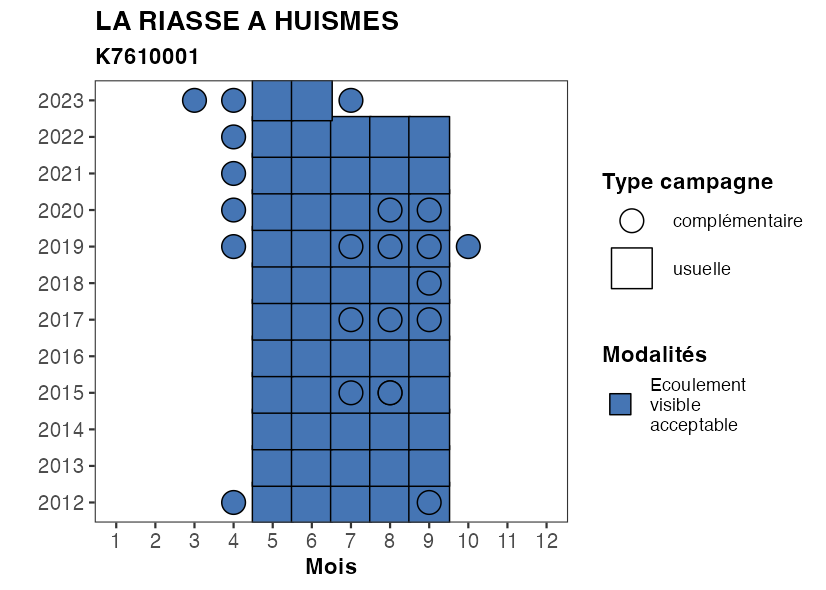 LA RIASSE A HUISMES
K7610001
2023
2022
2021
2020
2019
2018
2017
2016
2015
2014
2013
2012
1 2 3 4 5 6 7 8 9 10 11 12
Mois
Type campagne
complémentaire
usuelle
Modalités
Ecoulement
visible
acceptable